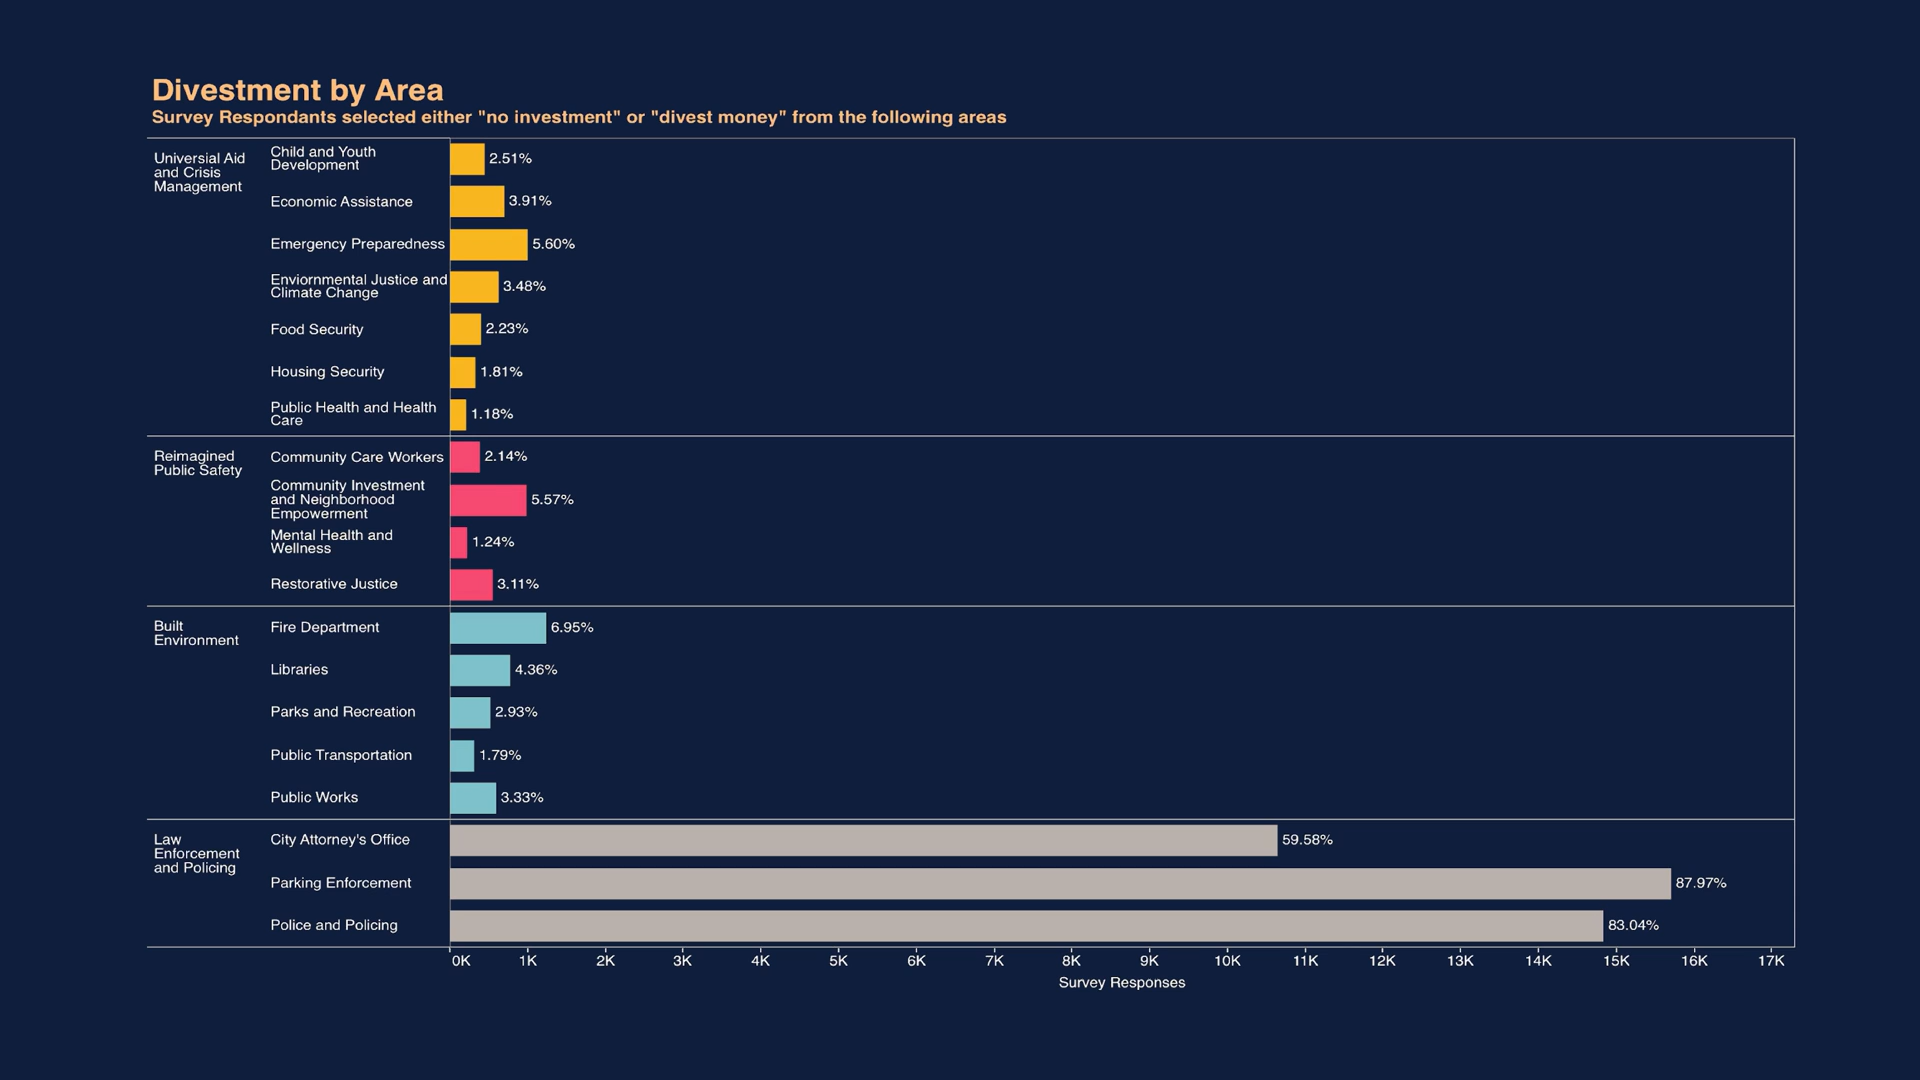 Divestment by Area
Survey Respondants selected either "no investment" or "divest money" from the following areas
Universial Aid
and Crisis
Management
Child and Youth
Development
2.51%
Economic Assistance
3.91%
Emergency Preparedness
5.60%
Enviornmental Justice and
Climate Change
3.48%
Food Security
2.23%
Housing Security
1.81%
Public Health and Health
Care
1.18%
Reimagined
Public Safety
Community Care Workers
2.14%
Community Investment
and Neighborhood
Empowerment
5.57%
Mental Health and
Wellness
1.24%
Restorative Justice
3.11%
Built
Environment
Fire Department
6.95%
Libraries
4.36%
Parks and Recreation
2.93%
Public Transportation
1.79%
Public Works
3.33%
Law
Enforcement
and Policing
City Attorney's Office
59.58%
Parking Enforcement
87.97%
Police and Policing
83.04%
0K 1K 2K 3K 4K 5K 6K 7K 8K 9K 10K 11K 12K 13K 14K 15K 16K 17K
Survey Responses